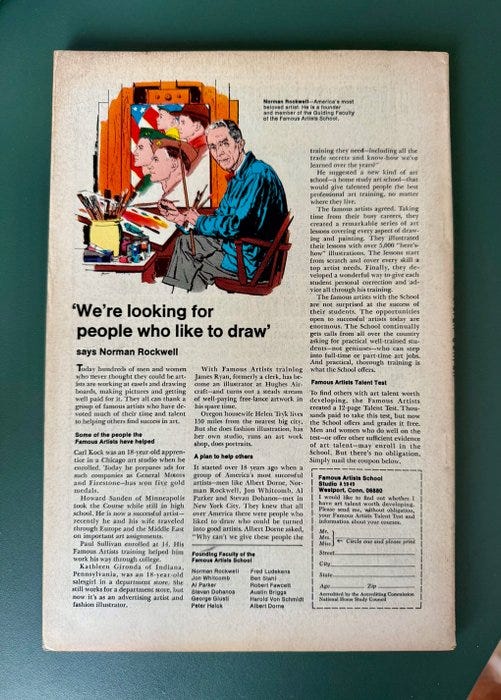 Norman Rockwell—America's most
beloved artist. He is a founder
and member of the Guiding Faculty
of the Famous Artists School.
'We're looking for
people who like to draw'
says Norman Rockwell
Today hundreds of men and women
who never thought they could be art-
ists are working at easels and drawing
boards, making pictures and getting
well paid for it. They all can thank a
group of famous artists who have de-
voted much of their time and talent
to helping others find success in art.
Some of the people the
Famous Artists have helped
Carl Kock was an 18-year-old appren-
tice in a Chicago art studio when he
enrolled. Today he prepares ads for
such companies as General Motors
and Firestone—has won five gold
medals.
Howard Sanden of Minneapolis
took the Course while still in high
school. He is now a successful artist—
recently he and his wife traveled
through Europe and the Middle East
on important art assignments.
Paul Sullivan enrolled at 14. His
Famous Artists training helped him
work his way through college.
Kathleen Gironda of Indiana,
Pennsylvania, was an 18-year-old
salesgirl in a department store. She
still works for a department store, but
now it's as an advertising artist and
fashion illustrator.
With Famous Artists training
James Ryan, formerly a clerk, has be-
come an illustrator at Hughes Air-
craft—and turns out a steady stream
of well-paying free-lance artwork in
his spare time.
Oregon housewife Helen Tryk lives
150 miles from the nearest big city.
But she does fashion illustration, has
her own studio, runs an art work
shop, does portraits.
A plan to help others
It started over 18 years ago when a
group of America's most successful
artists—men like Albert Dorne, Nor-
man Rockwell, Jon Whitcomb, Al
Parker and Stevan Dohanos—met in
New York City. They knew that all
over America there were people who
liked to draw who could be turned
into good artists. Albert Dorne asked,
"Why can't we give these people the
Founding Faculty of the
Famous Artists School
Norman Rockwell
Jon Whitcomb
Al Parker
Stevan Dohanos
George Giusti
Peter Helck
Fred Ludekens
Ben Stahl
Robert Fawcett
Austin Briggs
Harold Von Schmidt
Albert Dorne
training they need—including all the
trade secrets and know-how we've
learned over the years?"
He suggested a new kind of art
school—a home study art school—that
would give talented people the best
professional art training, no matter
where they live.
The famous artists agreed. Taking
time from their busy careers, they
created a remarkable series of art
lessons covering every aspect of draw-
ing and painting. They illustrated
their lessons with over 5,000 "here's-
how" illustrations. The lessons start
from scratch and cover every skill a
top artist needs. Finally, they de-
veloped a wonderful way to give each
student personal correction and ad-
vice all through his training.
The famous artists with the School
are not surprised at the success of
their students. The opportunities
open to successful artists today are
enormous. The School continually
gets calls from all over the country
asking for practical well-trained stu-
dents—not geniuses—who can step
into full-time or part-time art jobs.
And practical, thorough training is
what the School offers.
Famous Artists Talent Test
To find others with art talent worth
developing, the Famous Artists
created a 12-page Talent Test. Thou-
sands paid to take this test, but now
the School offers and grades it free.
Men and women who do well on the
test—or offer other sufficient evidence
of art talent—may enroll in the
School. But there's no obligation.
Simply mail the coupon below.
Famous Artists School
Westport, Conn. 06880
I would like to find out whether I
have art talent worth developing.
Please send me, without obligation,
your Famous Artists Talent Test and
information about your courses.
Mr.
Mrs. ← Circle one and please print
Miss
Street
City
State
Age Zip
Accredited by the Accrediting Commission
National Home Study Council